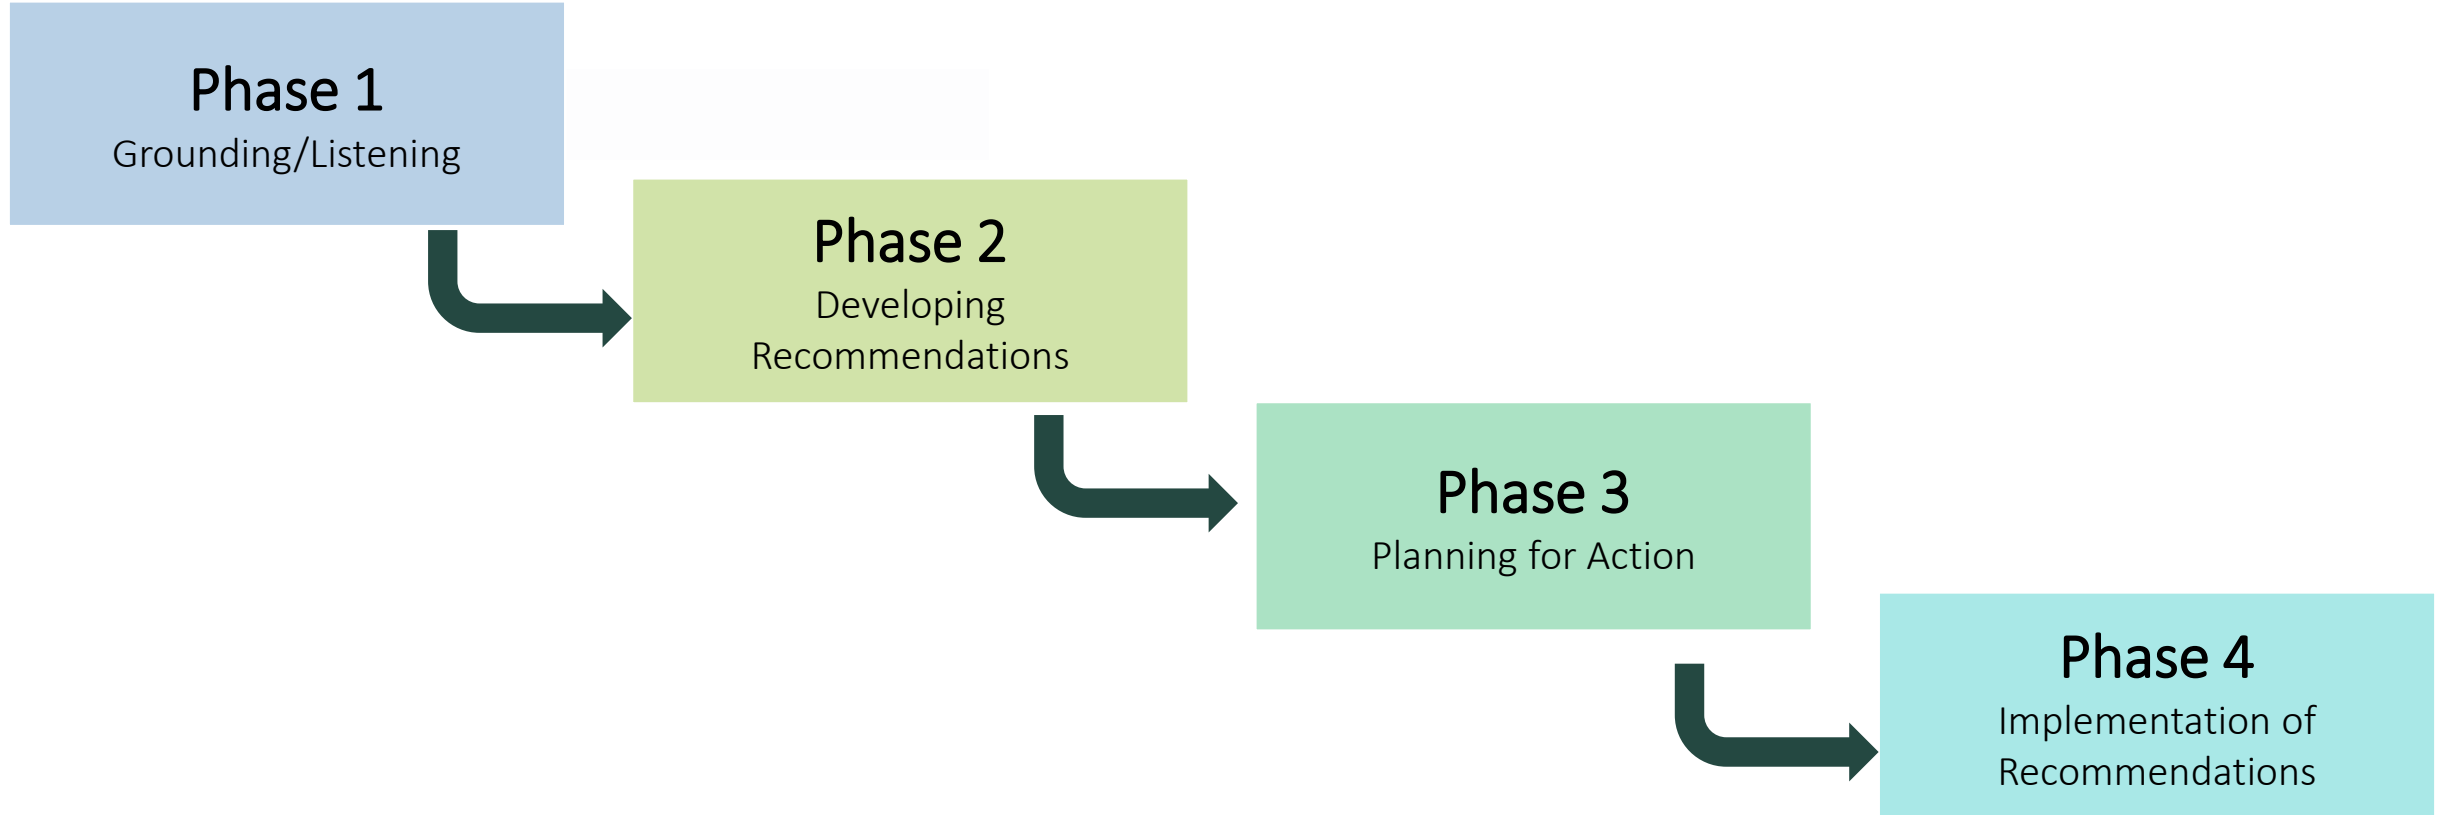 Phase 1
Grounding/Listening
Phase 2
Developing
Recommendations
Phase 3
Planning for Action
Phase 4
Implementation of
Recommendations